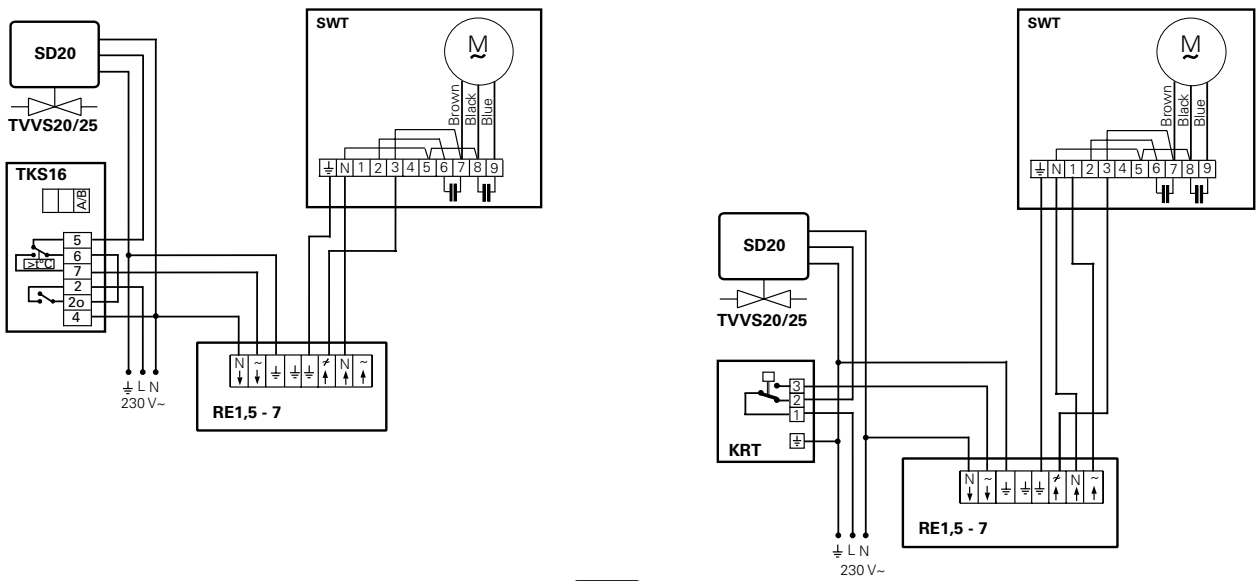 SWT
M
~
SD20
Brown
Black
Blue
TVVS20/25
N 1 2 3 4 5 6 7 8 9
TKS16
A/B
5
6
>t°C
7
2
2o
4
N ~ ≁ N ~
L N
230 V~
RE1,5 - 7
SWT
M
~
Brown
Black
Blue
N 1 2 3 4 5 6 7 8 9
SD20
TVVS20/25
3
2
1
KRT
N ~ ≁ N ~
RE1,5 - 7
L N
230 V~